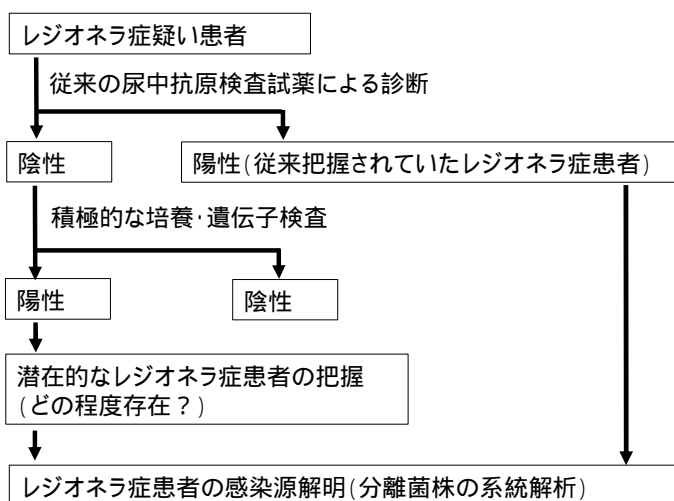 レジオネラ症疑い患者
従来の尿中抗原検査試薬による診断
陰性
陽性(従来把握されていたレジオネラ症患者)
積極的な培養･遺伝子検査
陽性
陰性
潜在的なレジオネラ症患者の把握
(どの程度存在?)
レジオネラ症患者の感染源解明(分離菌株の系統解析)